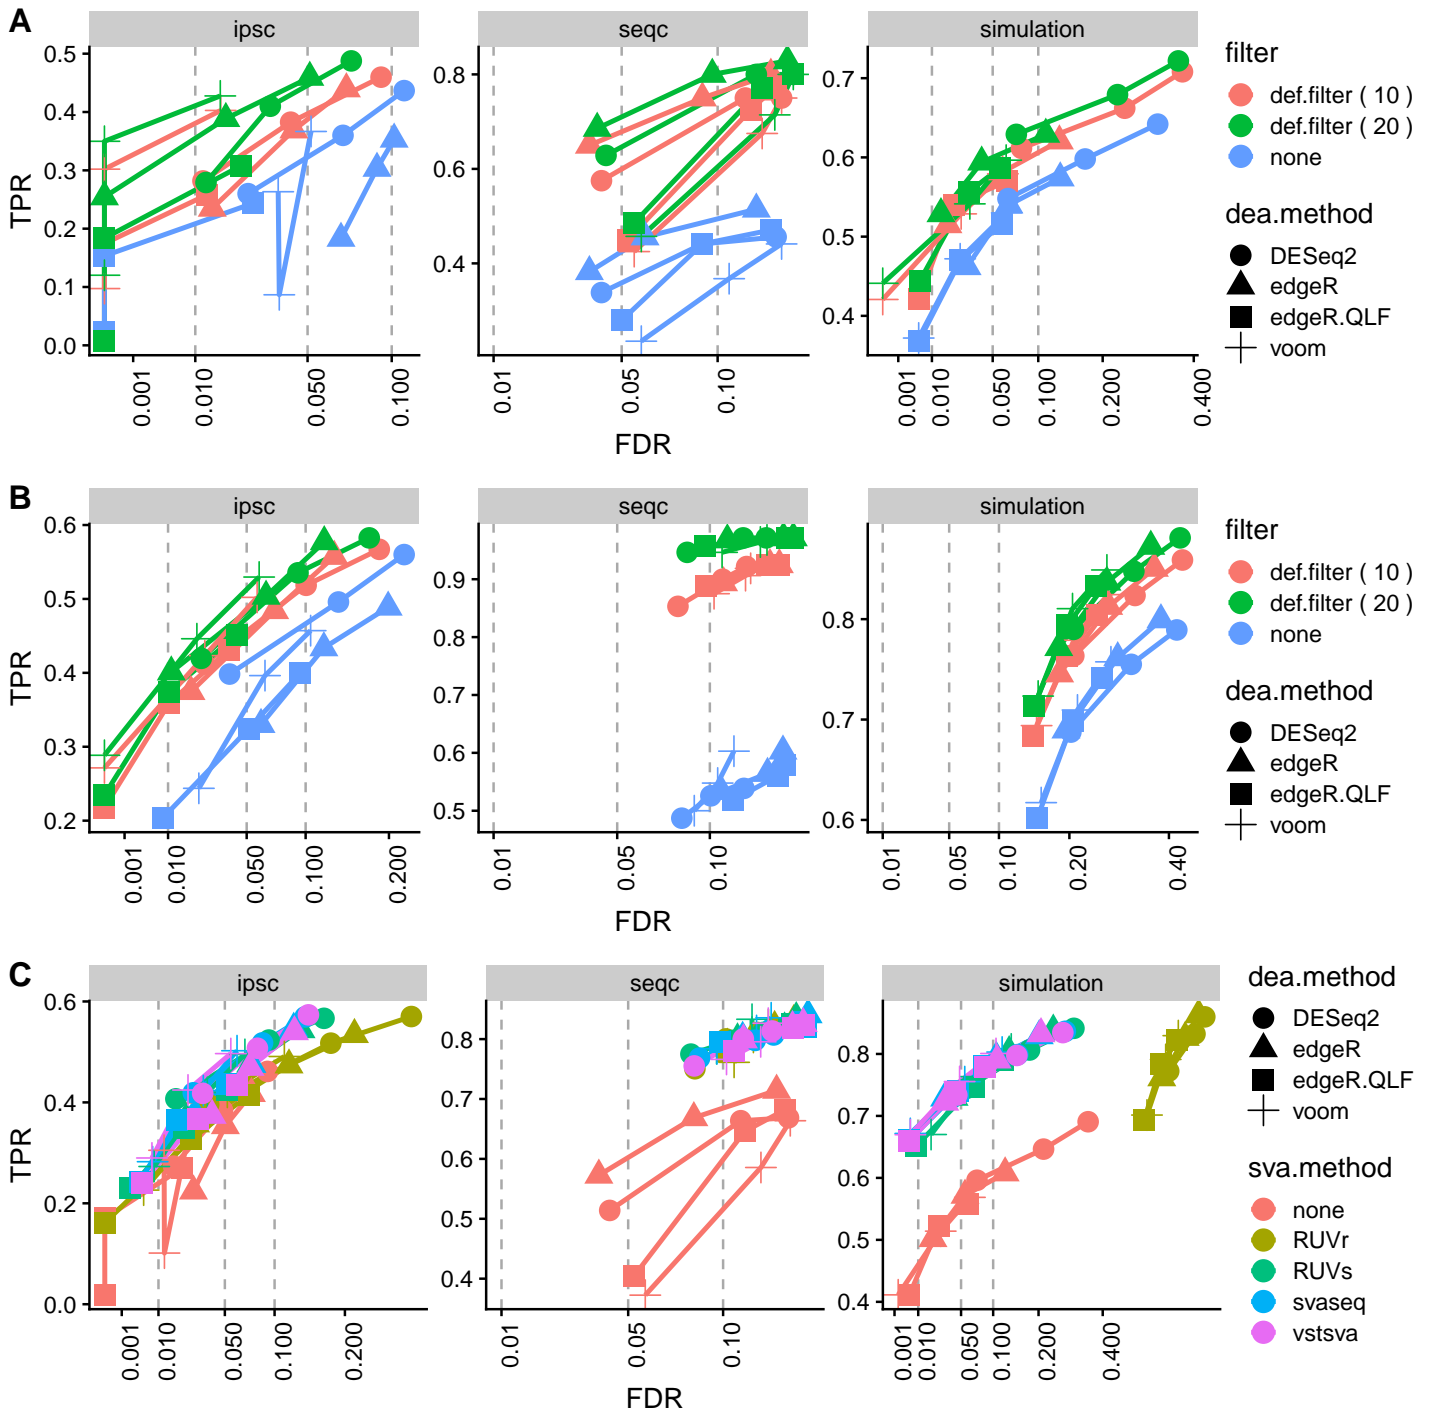 A
ipsc
seqc
simulation
TPR
0.5
0.4
0.3
0.2
0.1
0.0
0.001
0.010
0.050
0.100
0.8
0.6
0.4
0.01
0.05
0.10
0.7
0.6
0.5
0.4
0.001
0.010
0.050
0.100
0.200
0.400
FDR
filter
def.filter ( 10 )
def.filter ( 20 )
none
dea.method
DESeq2
edgeR
edgeR.QLF
voom
B
ipsc
seqc
simulation
TPR
0.6
0.5
0.4
0.3
0.2
0.001
0.010
0.050
0.100
0.200
0.9
0.8
0.7
0.6
0.5
0.01
0.05
0.10
0.8
0.7
0.6
0.01
0.05
0.10
0.20
0.40
FDR
filter
def.filter ( 10 )
def.filter ( 20 )
none
dea.method
DESeq2
edgeR
edgeR.QLF
voom
C
ipsc
seqc
simulation
TPR
0.6
0.4
0.2
0.0
0.001
0.010
0.050
0.100
0.200
0.8
0.7
0.6
0.5
0.4
0.01
0.05
0.10
0.8
0.7
0.6
0.5
0.4
0.001
0.010
0.050
0.100
0.200
0.400
FDR
dea.method
DESeq2
edgeR
edgeR.QLF
voom
sva.method
none
RUVr
RUVs
svaseq
vstsva